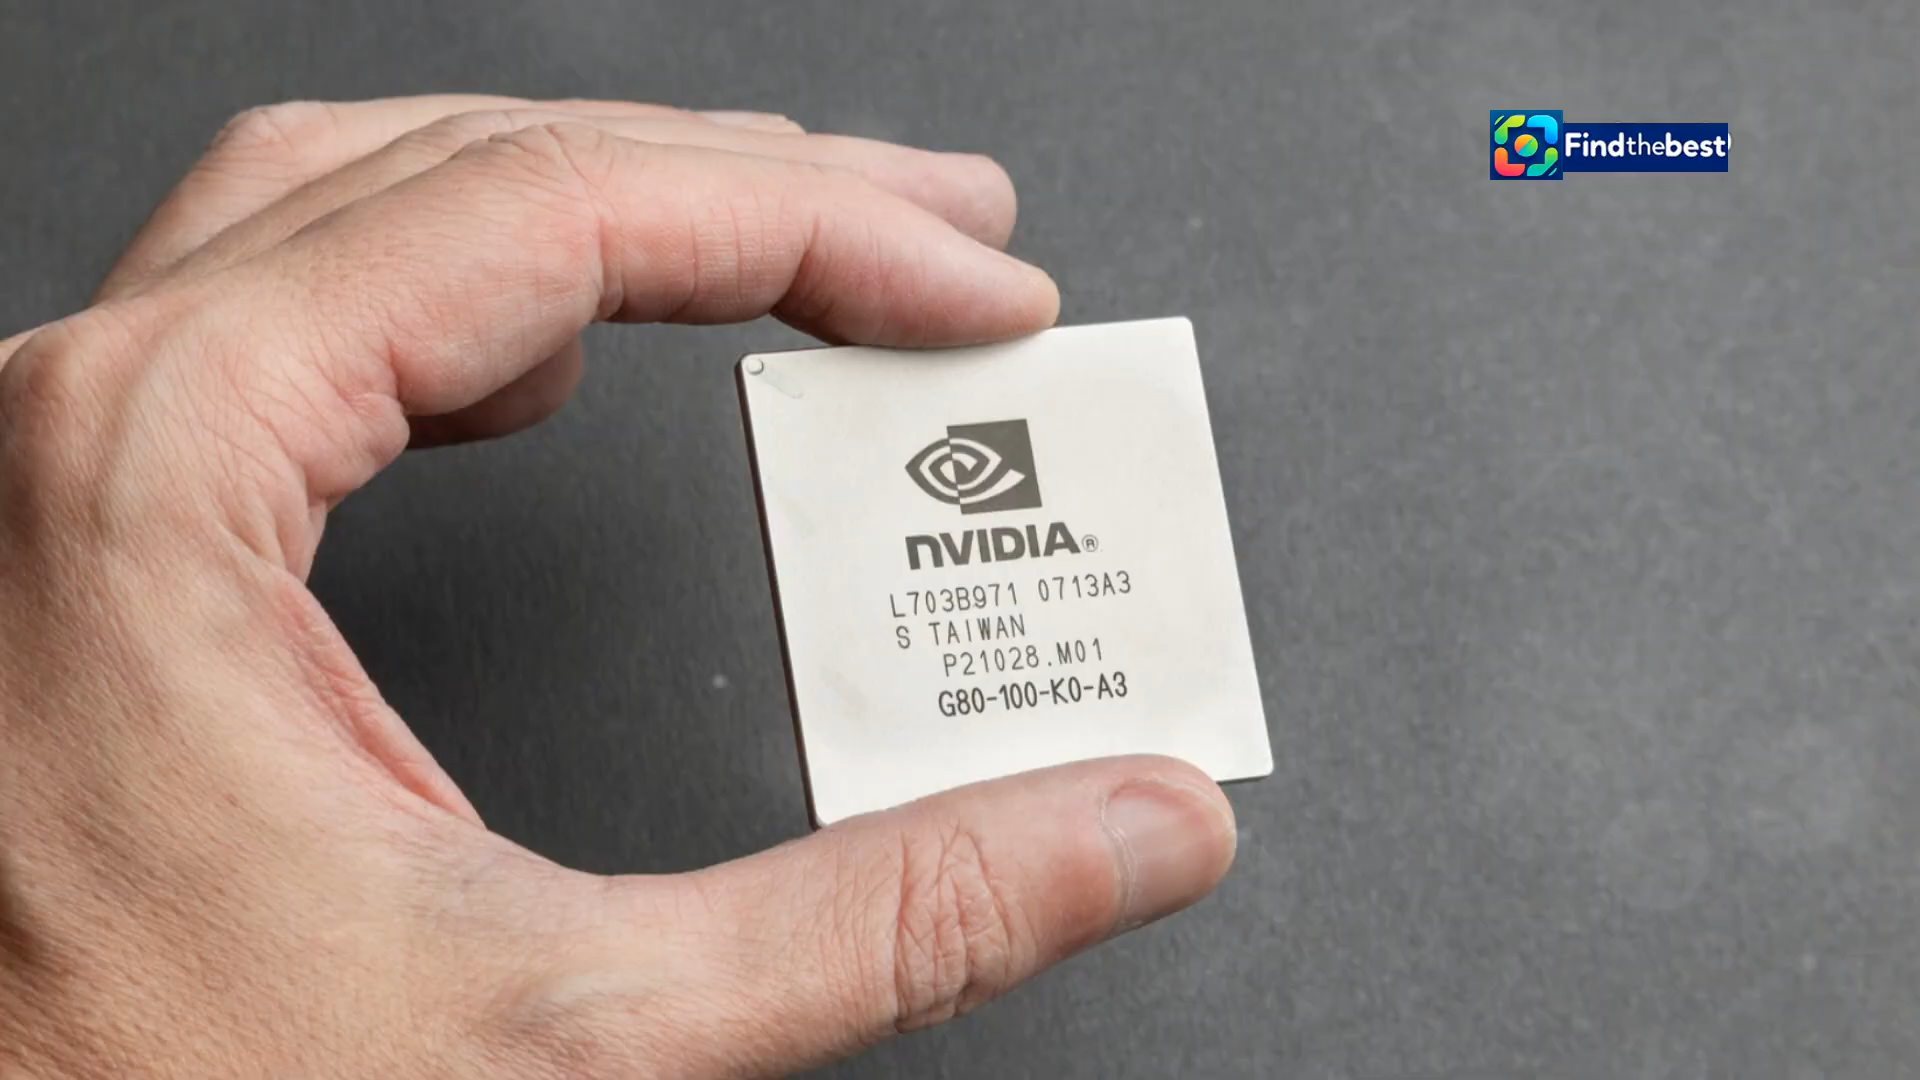 Findthebest
NVIDIA®
L703B971 0713A3
S TAIWAN
P21028.M01
G80-100-K0-A3